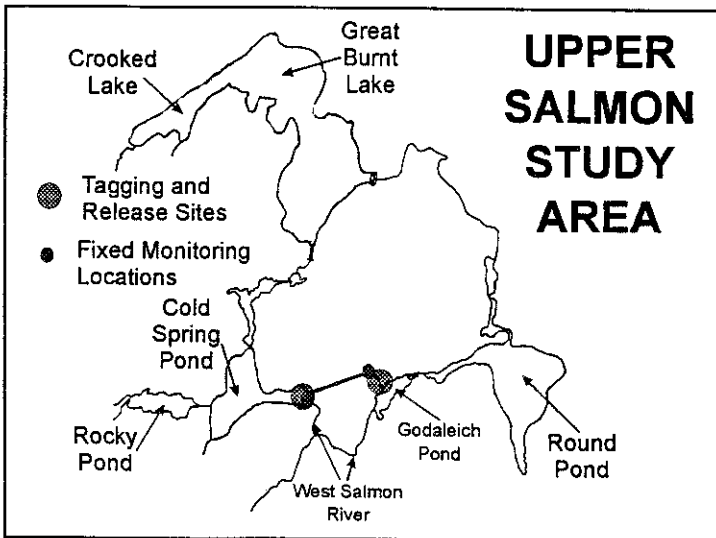 UPPER
SALMON
STUDY
AREA
Crooked
Lake
Great
Burnt
Lake
Tagging and
Release Sites
Fixed Monitoring
Locations
Cold
Spring
Pond
Rocky
Pond
West Salmon
River
Godaleich
Pond
Round
Pond